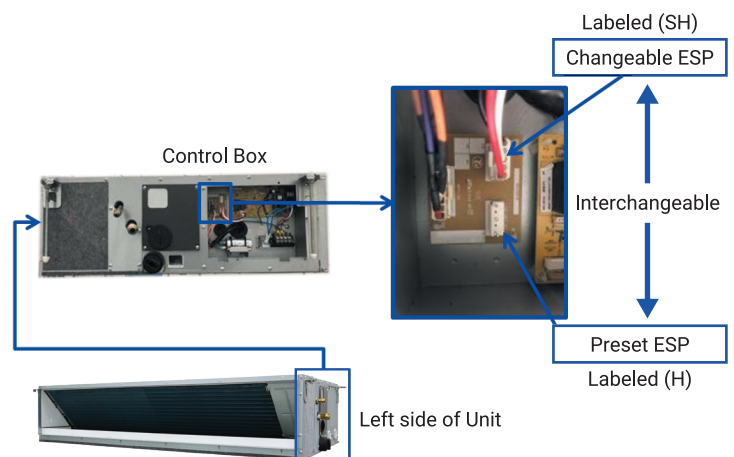 Labeled (SH)
Changeable ESP
Control Box
Interchangeable
Preset ESP
Labeled (H)
Left side of Unit